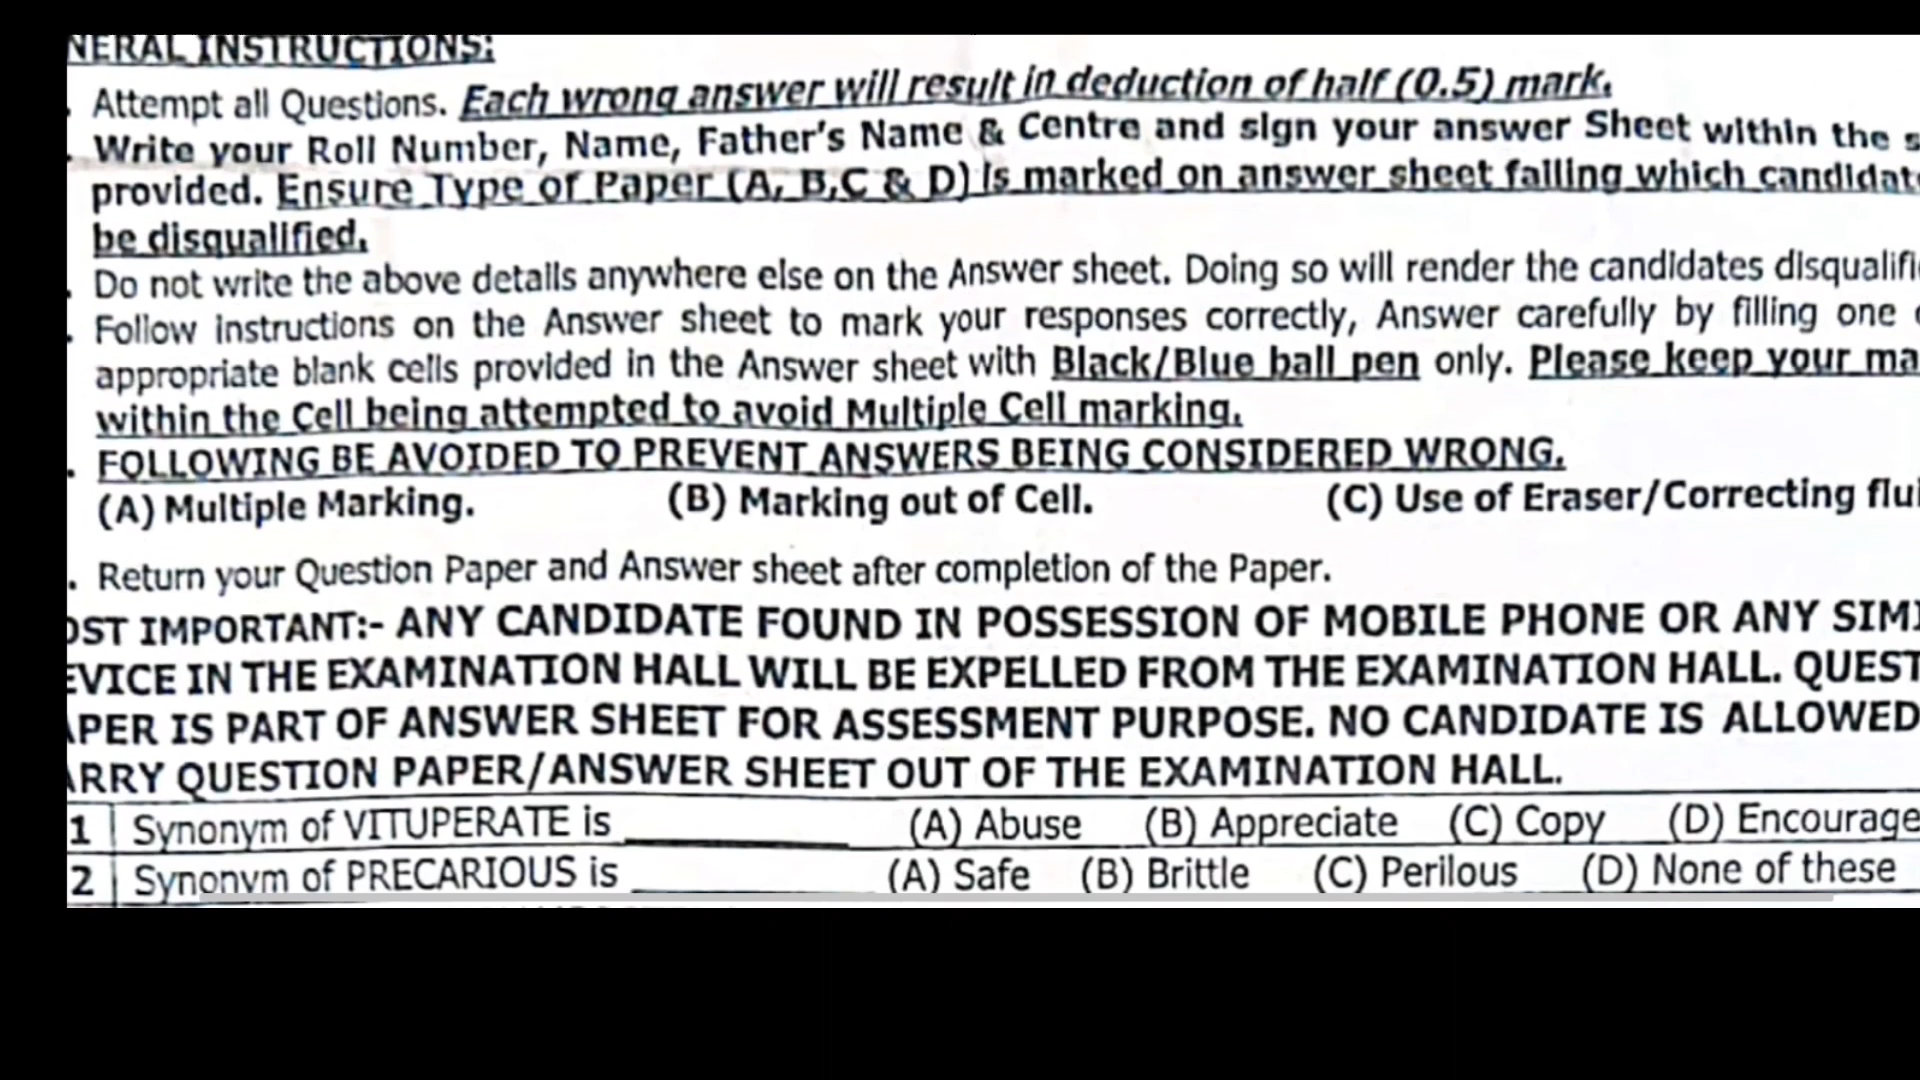 NERAL INSTRUCTIONS:
. Attempt all Questions. Each wrong answer will result in deduction of half (0.5) mark.
. Write your Roll Number, Name, Father's Name & Centre and sign your answer Sheet within the s
provided. Ensure Type of Paper (A, B,C & D) is marked on answer sheet failing which candidat
be disqualified.
. Do not write the above details anywhere else on the Answer sheet. Doing so will render the candidates disqualifi
. Follow instructions on the Answer sheet to mark your responses correctly, Answer carefully by filling one
appropriate blank cells provided in the Answer sheet with Black/Blue ball pen only. Please keep your ma
within the Cell being attempted to avoid Multiple Cell marking.
. FOLLOWING BE AVOIDED TO PREVENT ANSWERS BEING CONSIDERED WRONG.
(A) Multiple Marking. (B) Marking out of Cell. (C) Use of Eraser/Correcting flui
. Return your Question Paper and Answer sheet after completion of the Paper.
OST IMPORTANT:- ANY CANDIDATE FOUND IN POSSESSION OF MOBILE PHONE OR ANY SIMI
EVICE IN THE EXAMINATION HALL WILL BE EXPELLED FROM THE EXAMINATION HALL. QUEST
APER IS PART OF ANSWER SHEET FOR ASSESSMENT PURPOSE. NO CANDIDATE IS ALLOWED
ARRY QUESTION PAPER/ANSWER SHEET OUT OF THE EXAMINATION HALL.
1 Synonym of VITUPERATE is ________ (A) Abuse (B) Appreciate (C) Copy (D) Encourage
2 Synonym of PRECARIOUS is ________ (A) Safe (B) Brittle (C) Perilous (D) None of these